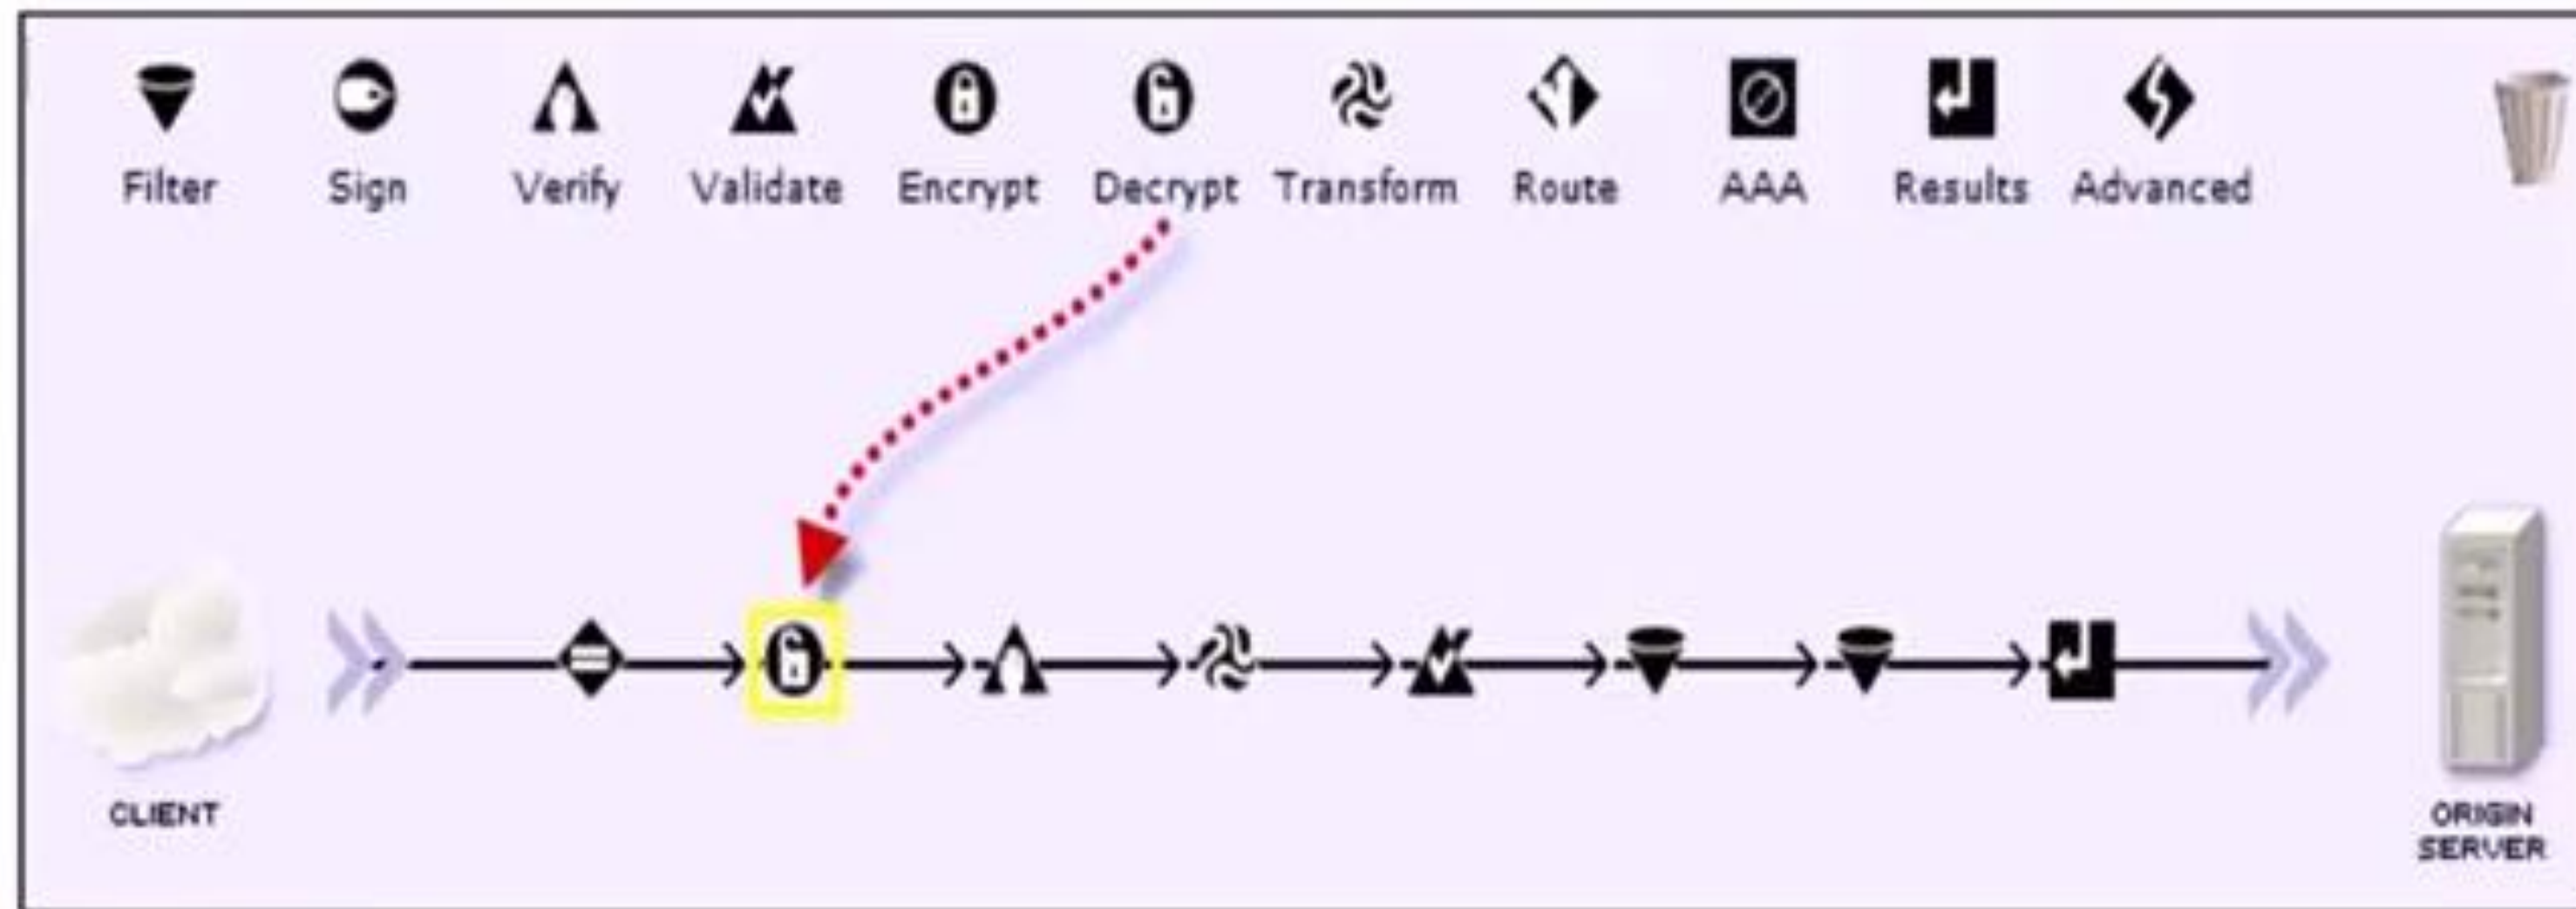 Filter Sign Verify Validate Encrypt Decrypt Transform Route AAA Results Advanced
CLIENT
ORIGIN
SERVER